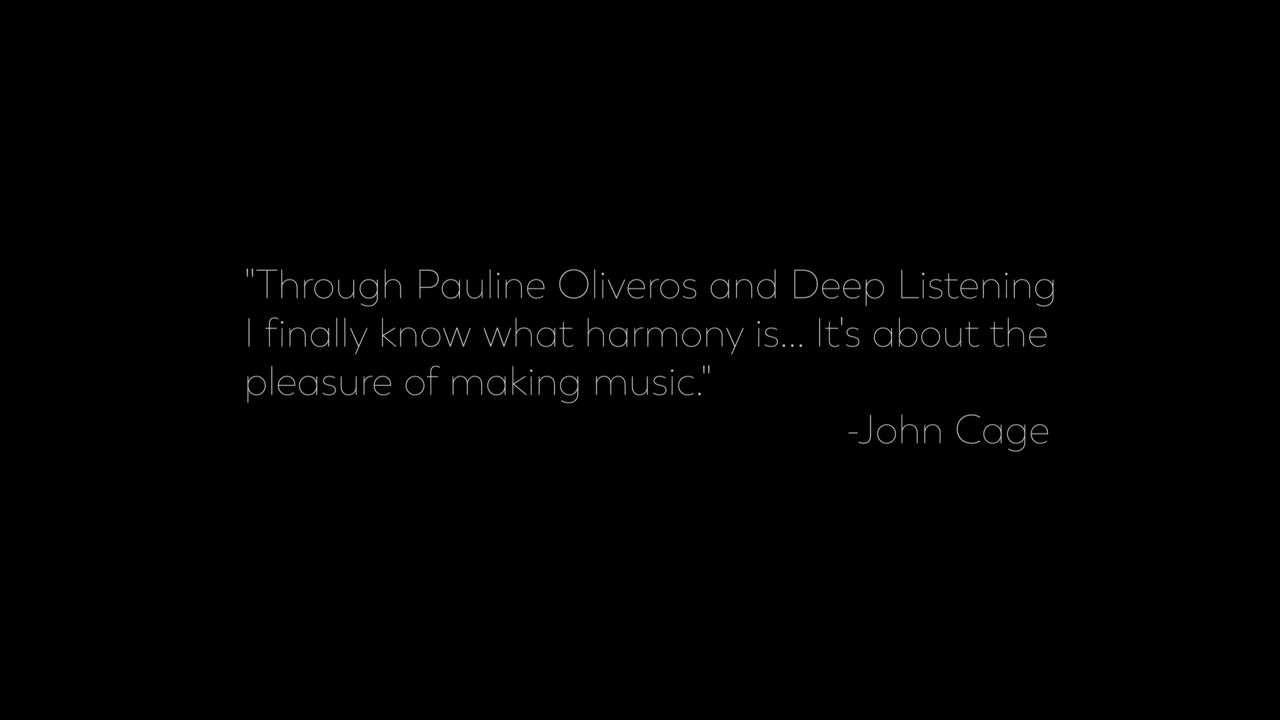 "Through Pauline Oliveros and Deep Listening
I finally know what harmony is... It's about the
pleasure of making music."
-John Cage